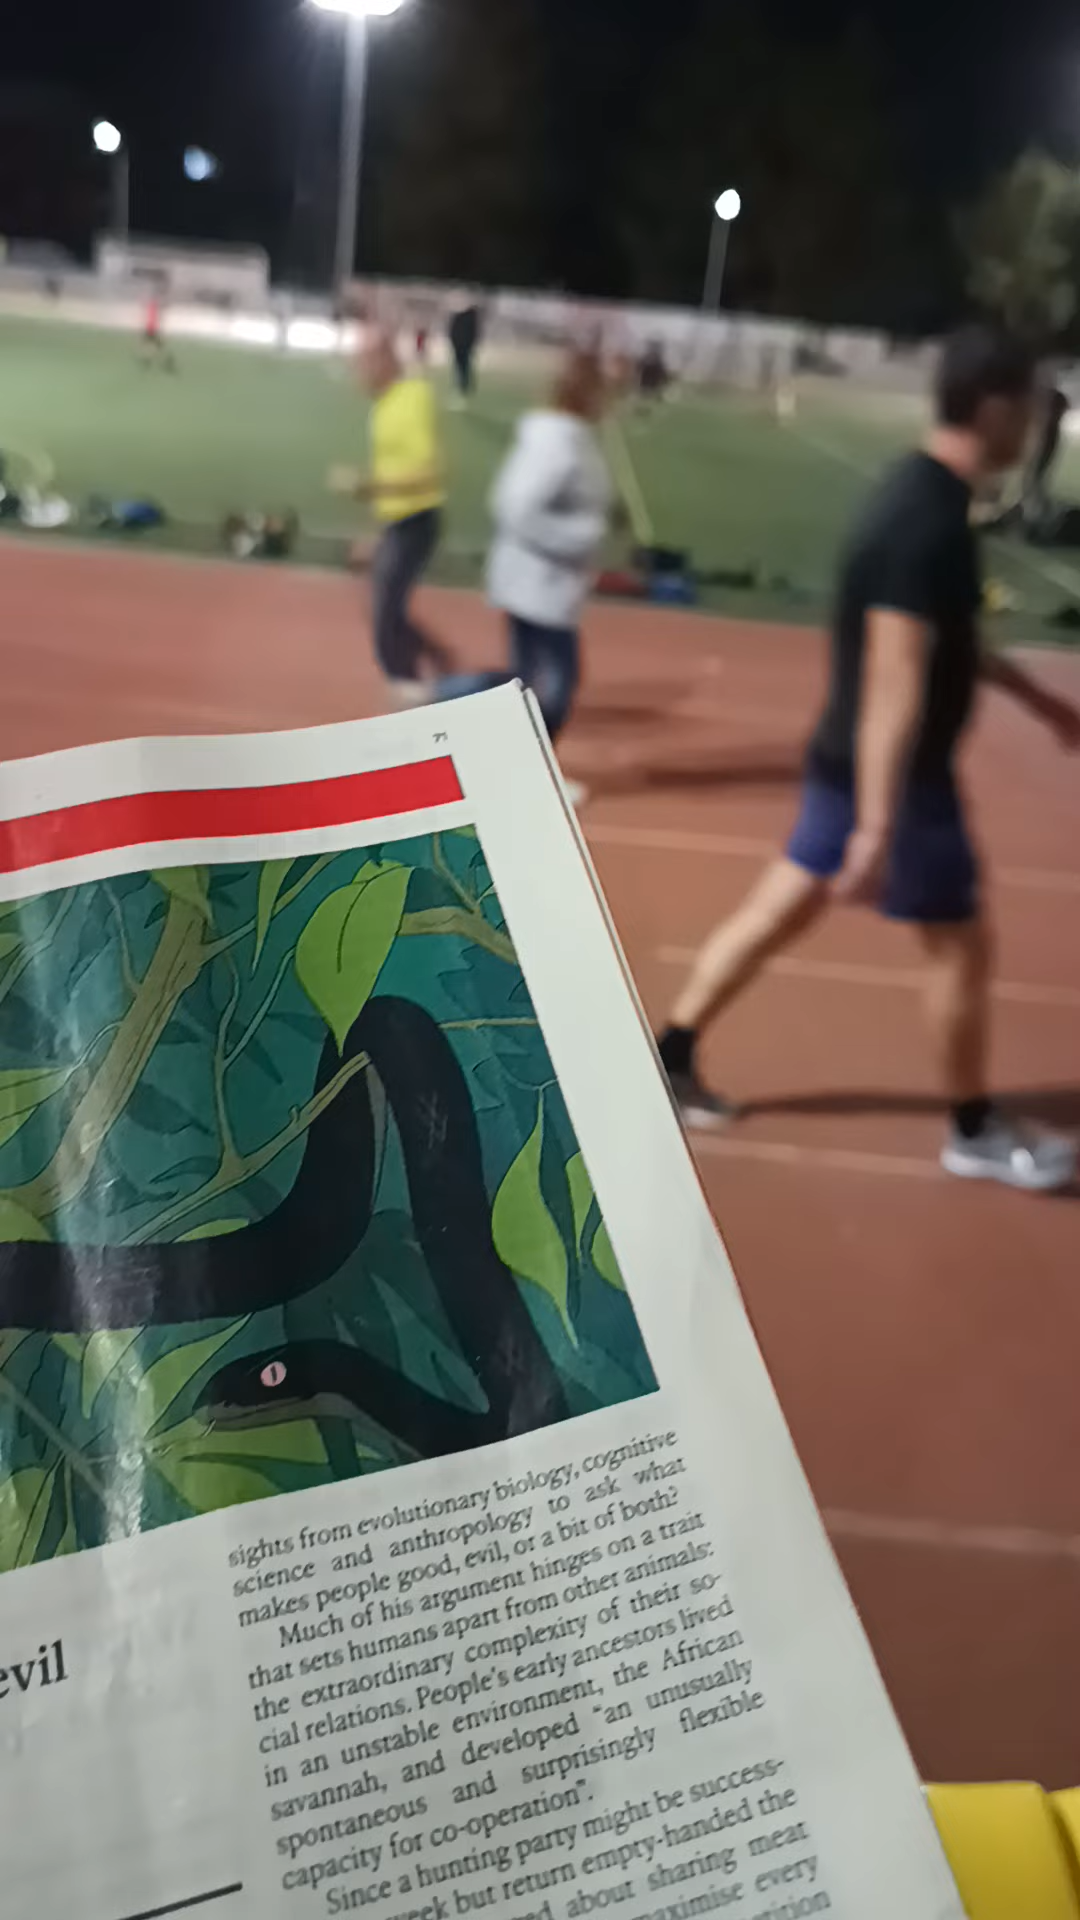 71
evil
sights from evolutionary biology, cognitive
science and anthropology to ask what
makes people good, evil, or a bit of both?
Much of his argument hinges on a trait
that sets humans apart from other animals:
the extraordinary complexity of their so-
cial relations. People's early ancestors lived
in an unstable environment, the African
savannah, and developed "an unusually
spontaneous and surprisingly flexible
capacity for co-operation".
Since a hunting party might be success-
week but return empty-handed the
about sharing meat
maximise every